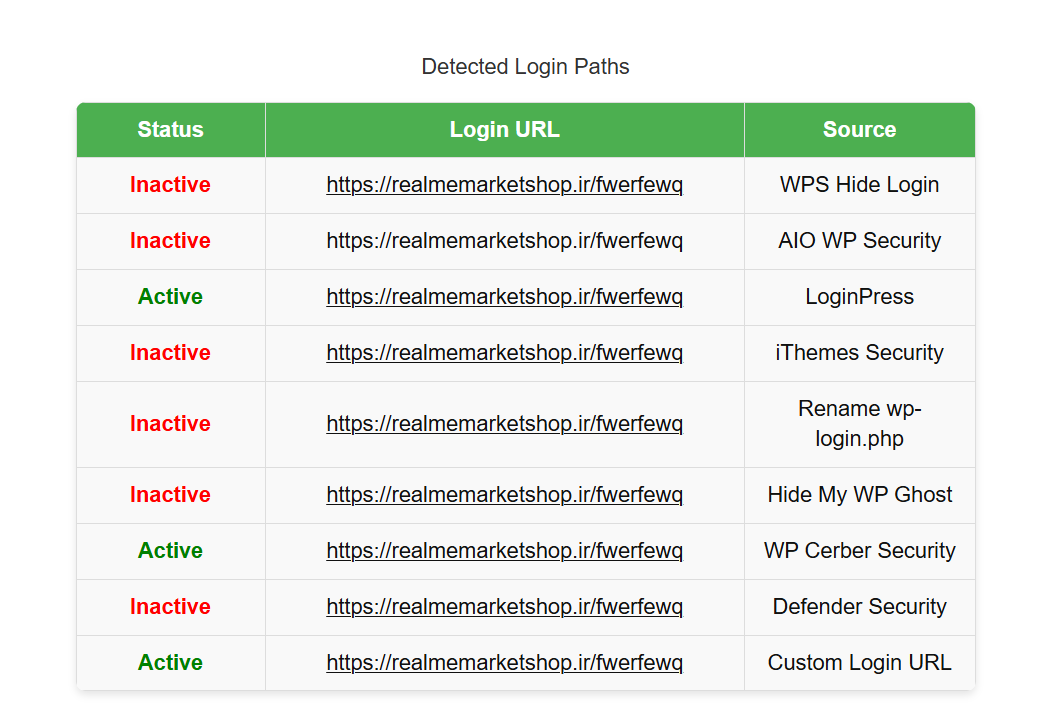 Detected Login Paths
Status Login URL Source
Inactive https://realmemarketshop.ir/fwerfewq WPS Hide Login
Inactive https://realmemarketshop.ir/fwerfewq AIO WP Security
Active https://realmemarketshop.ir/fwerfewq LoginPress
Inactive https://realmemarketshop.ir/fwerfewq iThemes Security
Inactive https://realmemarketshop.ir/fwerfewq Rename wp-
login.php
Inactive https://realmemarketshop.ir/fwerfewq Hide My WP Ghost
Active https://realmemarketshop.ir/fwerfewq WP Cerber Security
Inactive https://realmemarketshop.ir/fwerfewq Defender Security
Active https://realmemarketshop.ir/fwerfewq Custom Login URL